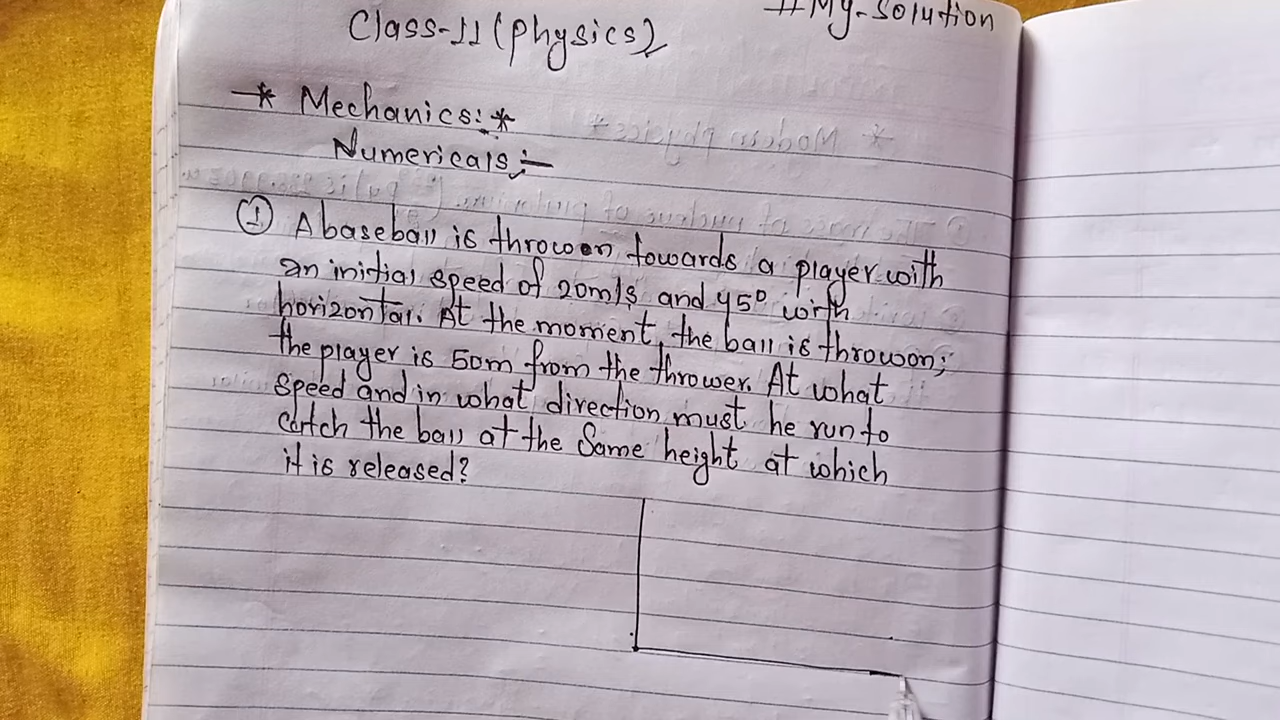 #My-Solution
Class-11 (Physics)
* Mechanics:*
Numericals:-
① A baseball is throwon towards a player with
an initial speed of 20m/s and 45° with
horizontal. At the moment, the ball is throwon;
the player is 50m from the thrower. At what
speed and in what direction must he run to
catch the ball at the same height at which
it is released?